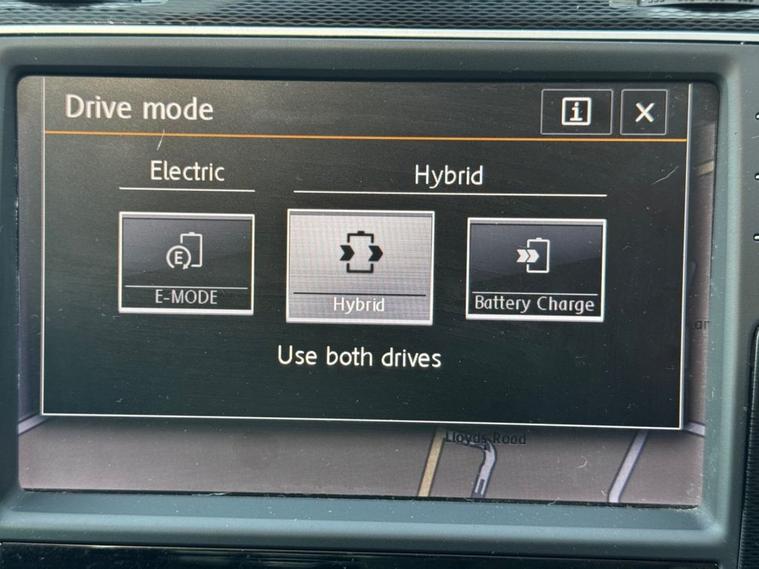 Drive mode
i
X
Electric
Hybrid
E
E-MODE
Hybrid
Battery Charge
Use both drives
Lloyds Road